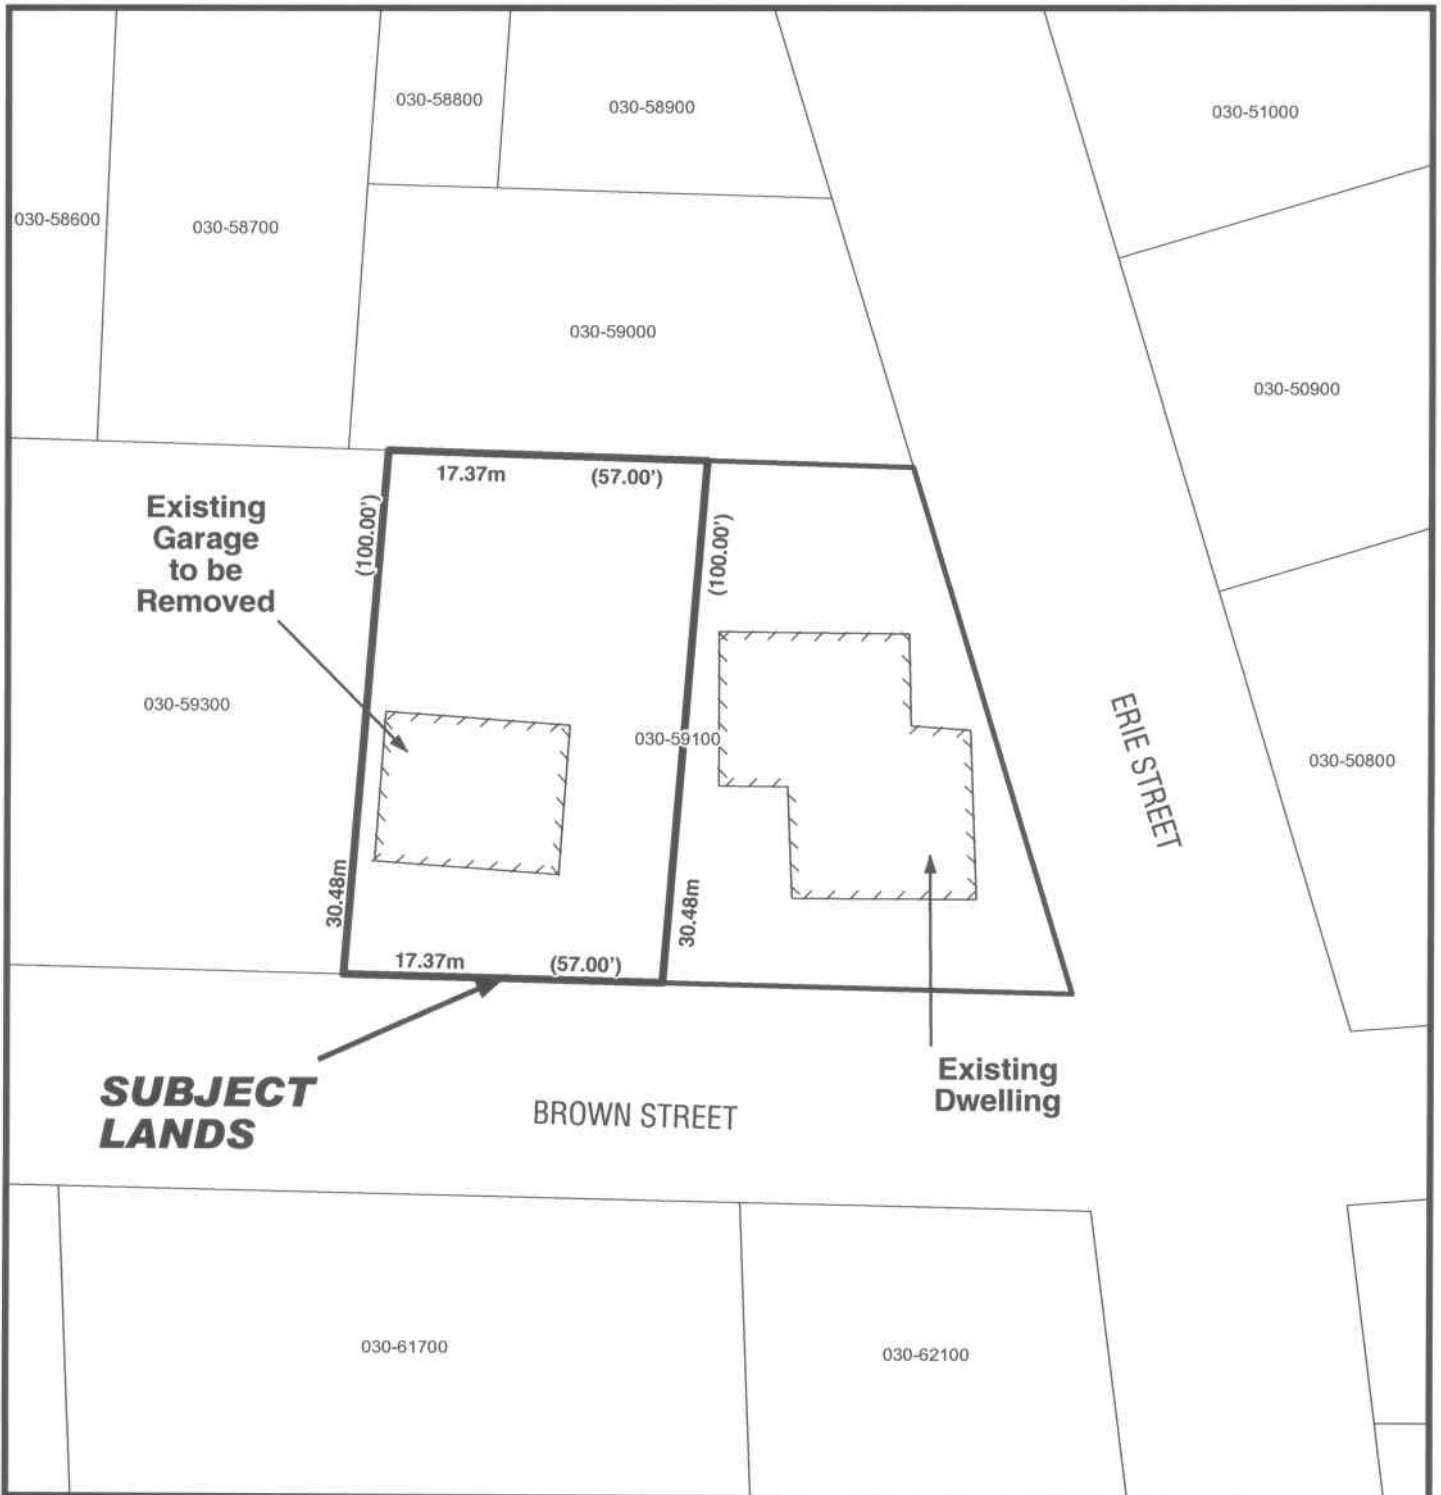 030-58800
030-58900
030-51000
030-58600
030-58700
030-59000
030-50900
17.37m (57.00')
Existing
Garage
to be
Removed
(100.00')
(100.00')
030-59300
030-59100
ERIE STREET
030-50800
30.48m
30.48m
17.37m (57.00')
SUBJECT
LANDS
BROWN STREET
Existing
Dwelling
030-61700
030-62100